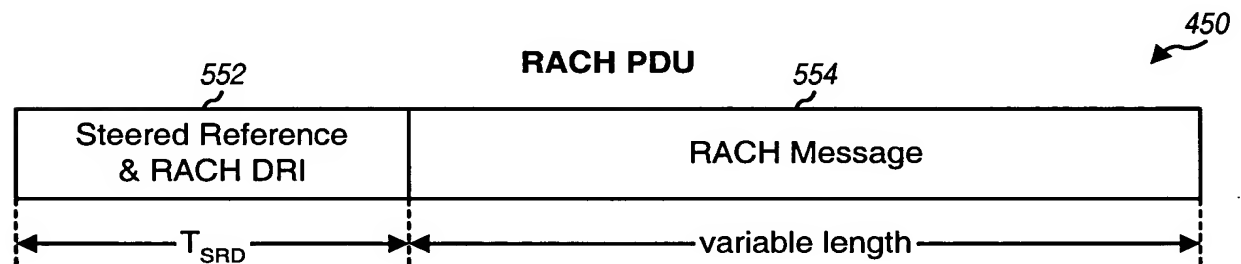 450
RACH PDU
552
554
Steered Reference
& RACH DRI
RACH Message
T_SRD
variable length